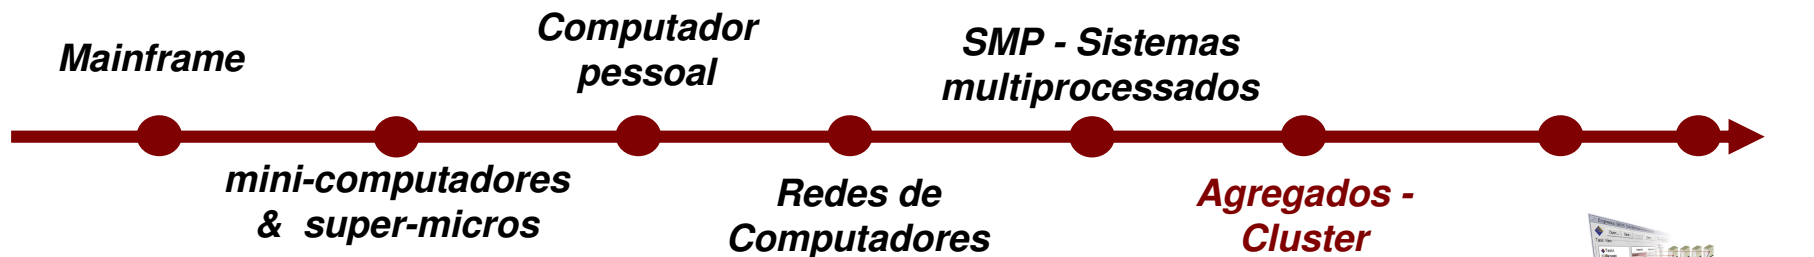 Mainframe
mini-computadores
& super-micros
Computador
pessoal
Redes de
Computadores
SMP - Sistemas
multiprocessados
Agregados -
Cluster